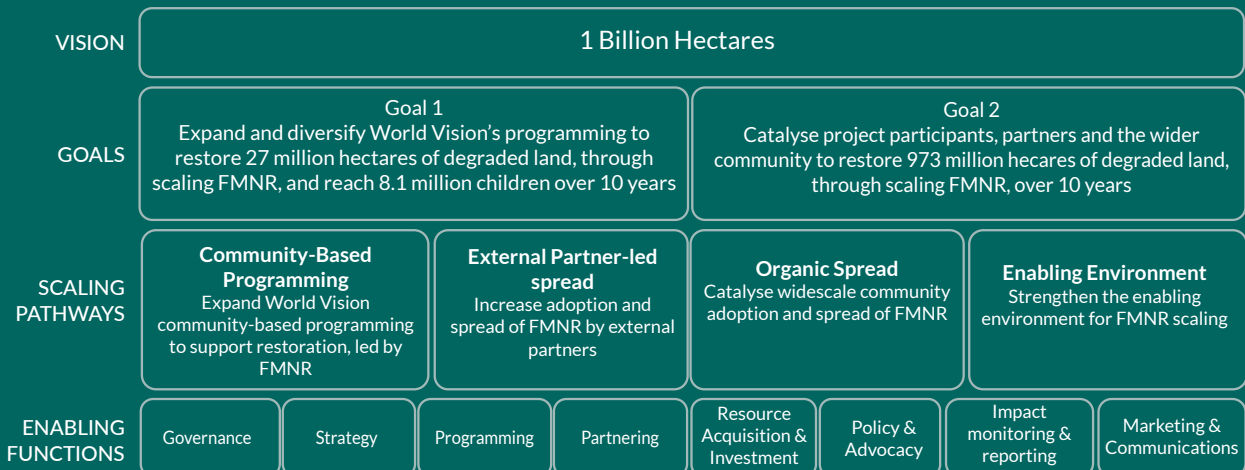 VISION
1 Billion Hectares
GOALS
Goal 1
Expand and diversify World Vision's programming to
restore 27 million hectares of degraded land, through
scaling FMNR, and reach 8.1 million children over 10 years
Goal 2
Catalyse project participants, partners and the wider
community to restore 973 million hecares of degraded land,
through scaling FMNR, over 10 years
SCALING
PATHWAYS
Community-Based
Programming
Expand World Vision
community-based programming
to support restoration, led by
FMNR
External Partner-led
spread
Increase adoption and
spread of FMNR by external
partners
Organic Spread
Catalyse widescale community
adoption and spread of FMNR
Enabling Environment
Strengthen the enabling
environment for FMNR scaling
ENABLING
FUNCTIONS
Governance
Strategy
Programming
Partnering
Resource
Acquisition &
Investment
Policy &
Advocacy
Impact
monitoring &
reporting
Marketing &
Communications